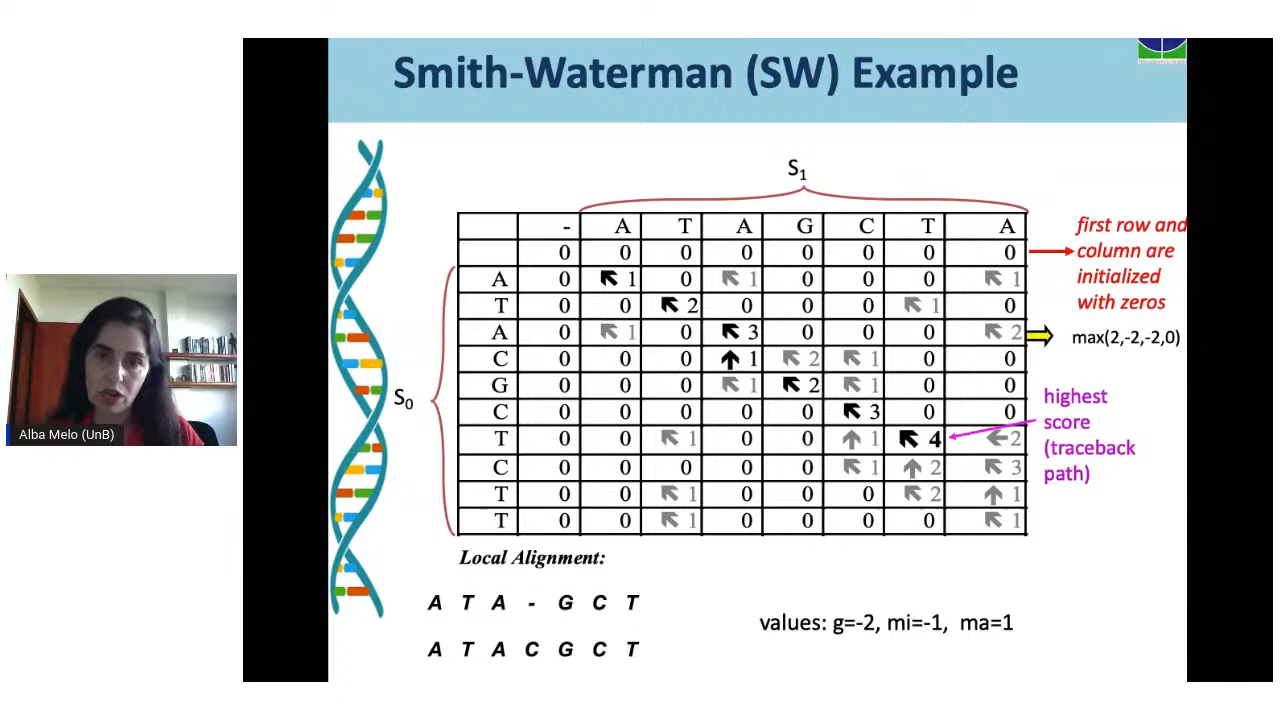 Smith-Waterman (SW) Example
S1
- A T A G C T A
0 0 0 0 0 0 0 0
A 0 1 0 1 0 0 0 1
T 0 0 2 0 0 0 1 0
A 0 1 0 3 0 0 0 2
C 0 0 0 1 2 1 0 0
G 0 0 0 1 2 1 0 0
C 0 0 0 0 0 3 0 0
T 0 0 1 0 0 1 4 2
C 0 0 0 0 0 1 2 3
T 0 0 1 0 0 0 2 1
T 0 0 1 0 0 0 0 1
S0
first row and
column are
initialized
with zeros
max(2,-2,-2,0)
highest
score
(traceback
path)
Alba Melo (UnB)
Local Alignment:
A T A - G C T
A T A C G C T
values: g=-2, mi=-1, ma=1